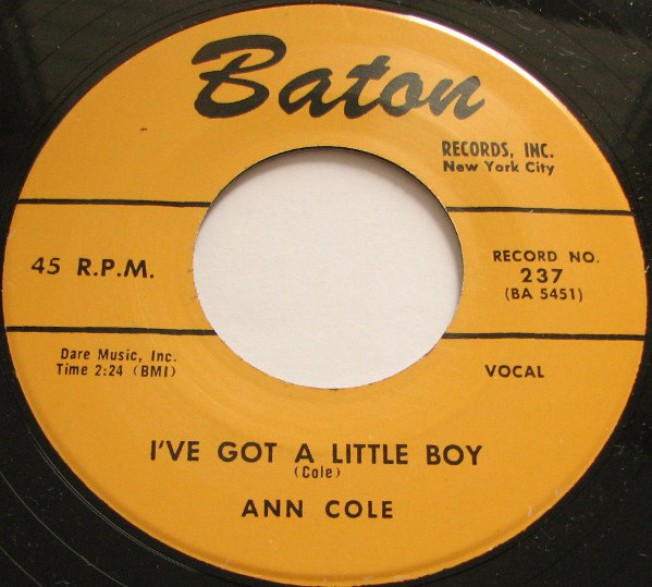 Baton
RECORDS, INC.
New York City
45 R.P.M.
RECORD NO.
237
(BA 5451)
Dare Music, Inc.
Time 2:24 (BMI)
VOCAL
I'VE GOT A LITTLE BOY
(Cole)
ANN COLE